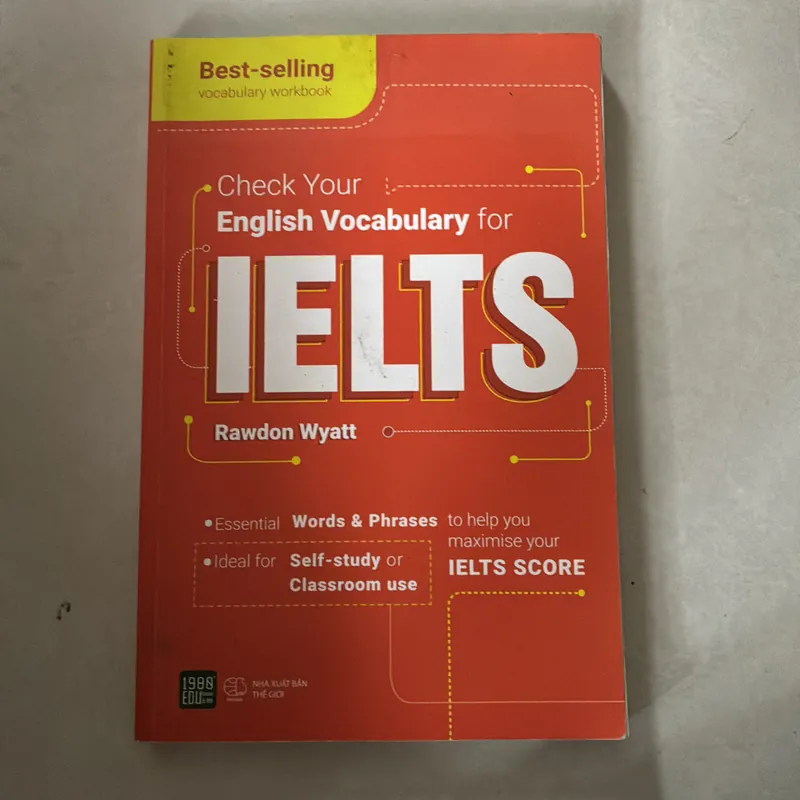 Best-selling
vocabulary workbook
Check Your
English Vocabulary for
IELTS
Rawdon Wyatt
•Essential Words & Phrases to help you
maximise your
IELTS SCORE
•Ideal for Self-study or
Classroom use
1980
EDU
NHÀ XUẤT BẢN
THẾ GIỚI